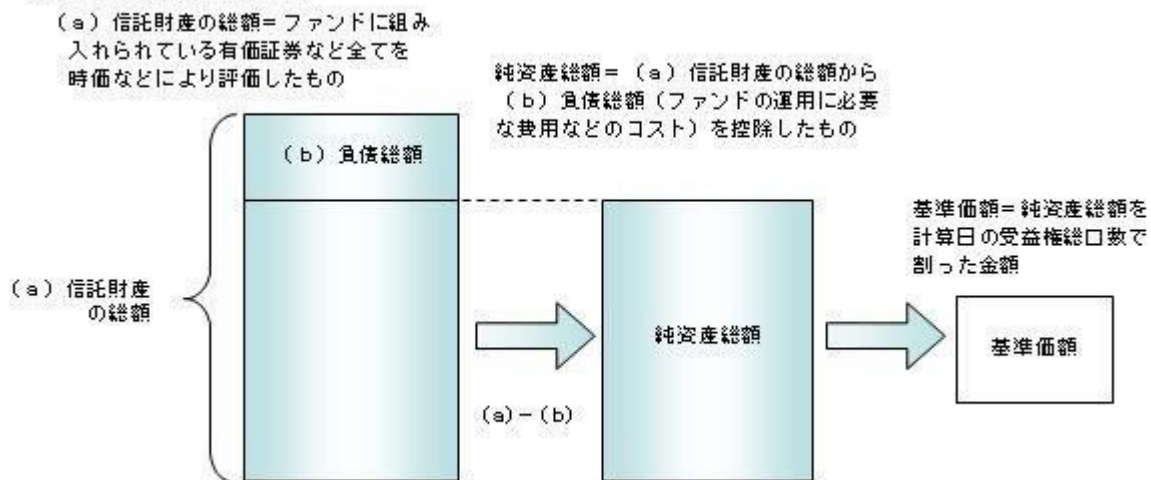 (a)信託財産の総額=ファンドに組み
入れられている有価証券など全てを
時価などにより評価したもの
純資産総額=(a)信託財産の総額から
(b)負債総額(ファンドの運用に必要
な費用などのコスト)を控除したもの
(b)負債総額
基準価額=純資産総額を
計算日の受益権総口数で
割った金額
(a)信託財産
の総額
純資産総額
基準価額
(a)-(b)